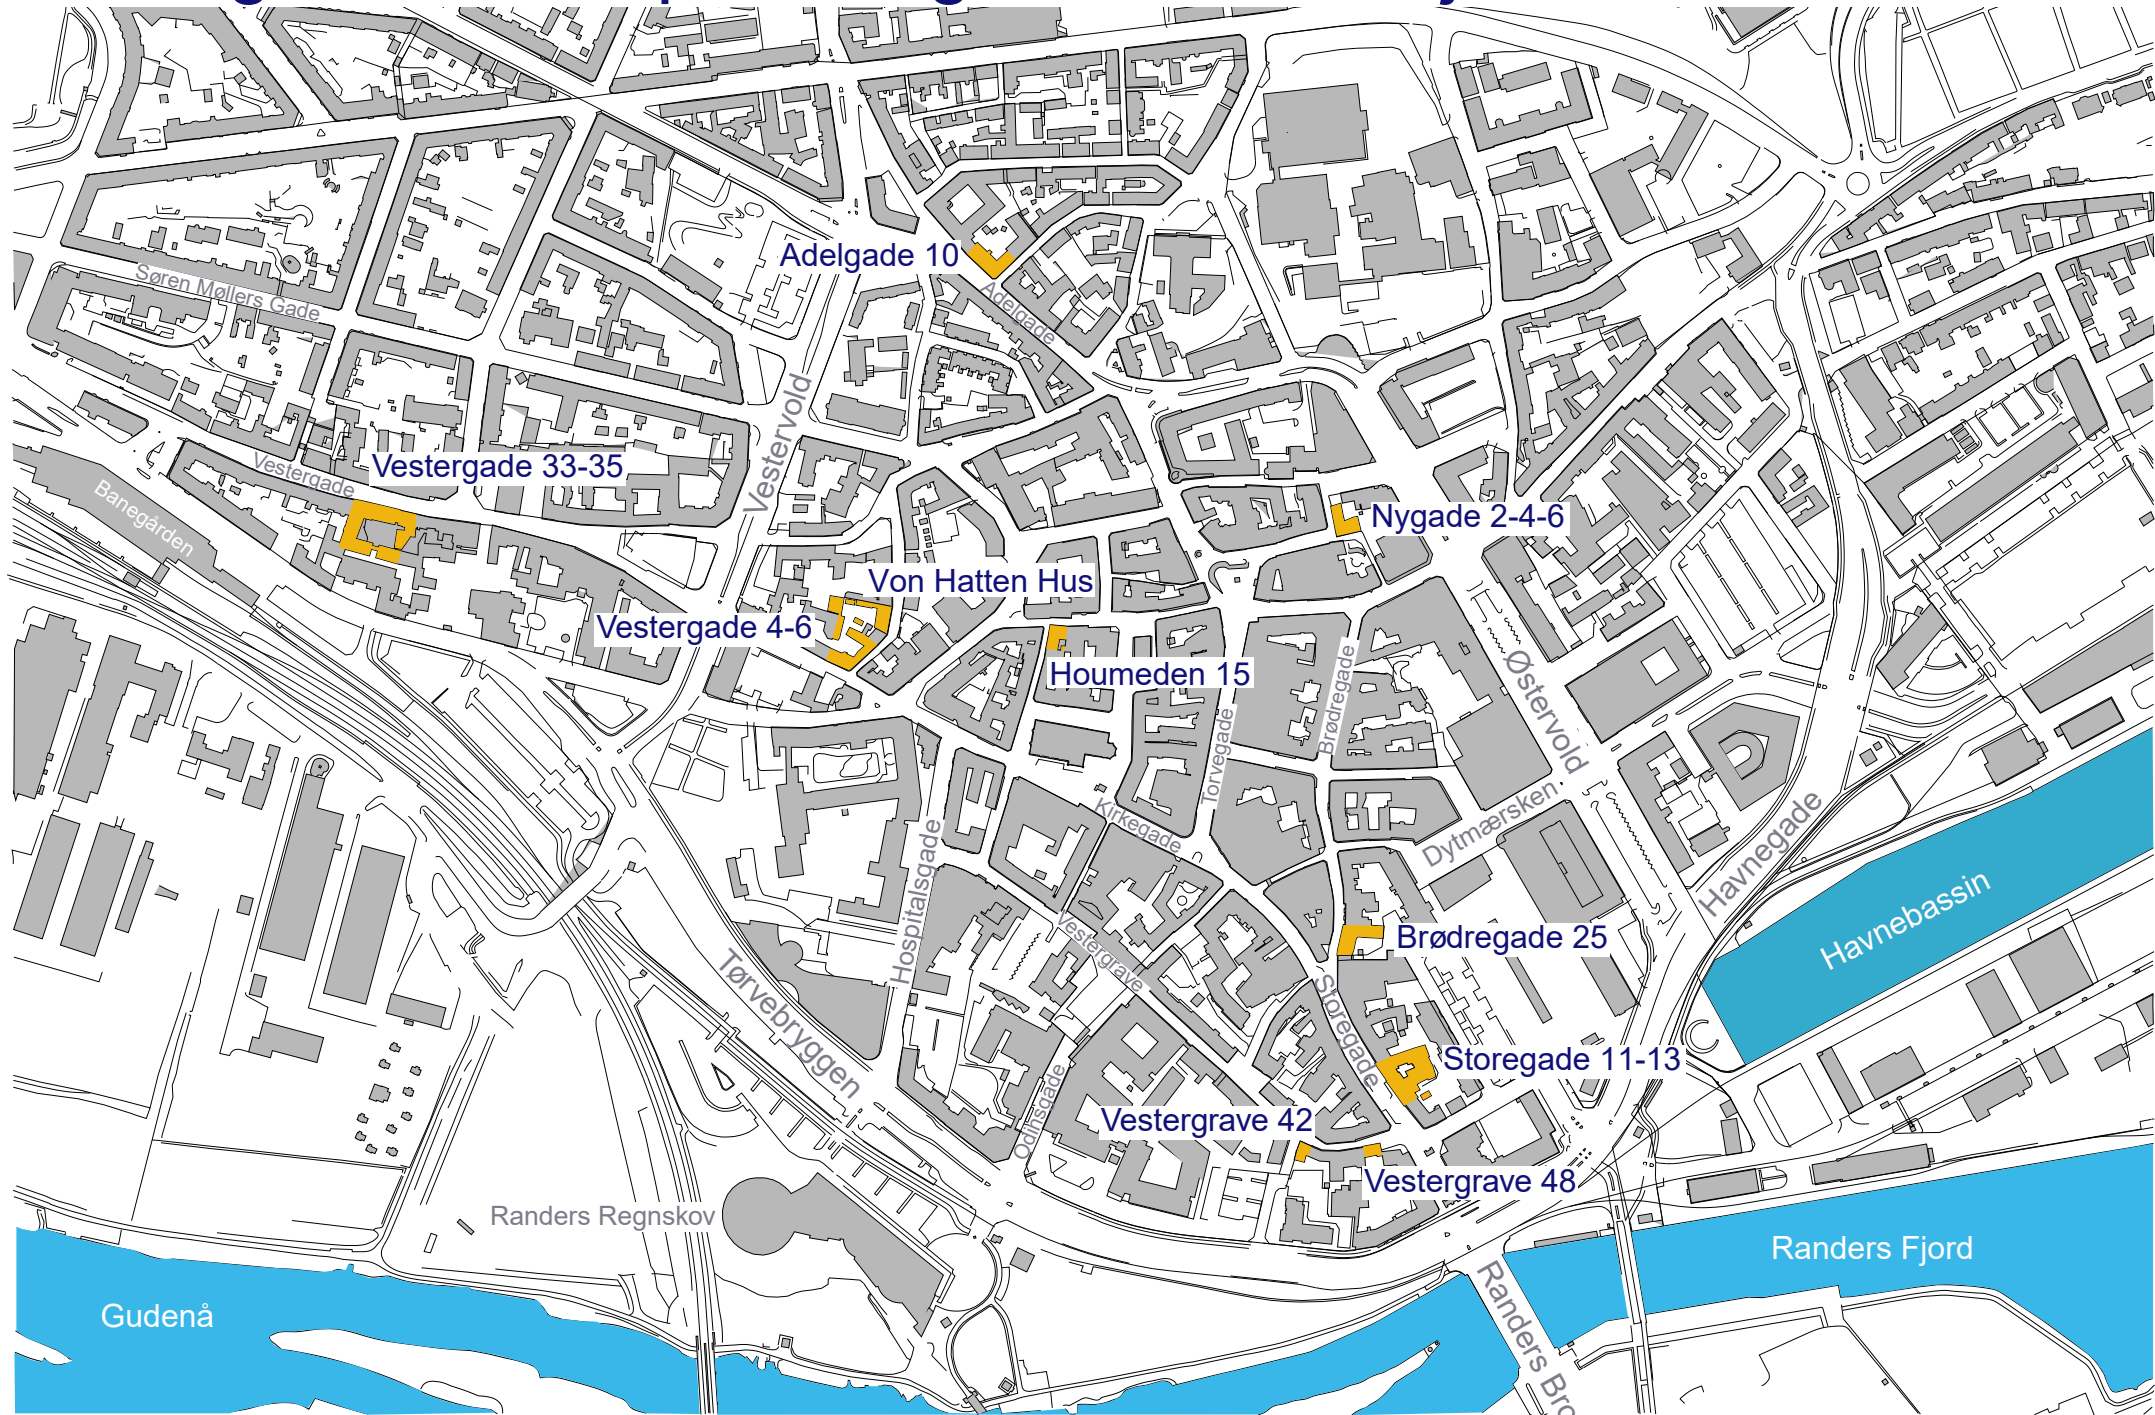 Adelgade 10
Adelgade
Søren Møllers Gade
Vestervold
Vestergade
Vestergade 33-35
Banegården
Nygade 2-4-6
Von Hatten Hus
Vestergade 4-6
Houmeden 15
Østervold
Brødregade
Torvegade
Kirkegade
Dytmærsken
Havnegade
Hospitalsgade
Havnebassin
Vestergrave
Brødregade 25
Tørvebryggen
Storegade
Storegade 11-13
Odinsgade
Vestergrave 42
Vestergrave 48
Randers Regnskov
Randers Fjord
Gudenå
Randers Bro